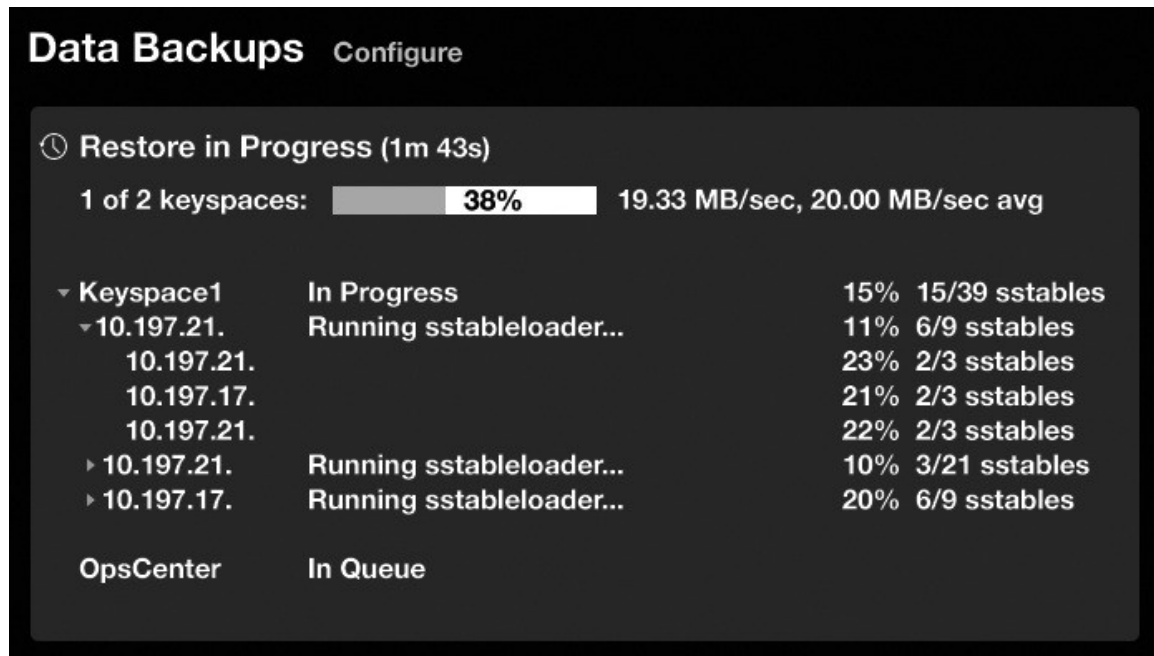 Data Backups Configure
Restore in Progress (1m 43s)
1 of 2 keyspaces: 38% 19.33 MB/sec, 20.00 MB/sec avg
Keyspace1 In Progress 15% 15/39 sstables
10.197.21. Running sstableloader... 11% 6/9 sstables
10.197.21. 23% 2/3 sstables
10.197.17. 21% 2/3 sstables
10.197.21. 22% 2/3 sstables
10.197.21. Running sstableloader... 10% 3/21 sstables
10.197.17. Running sstableloader... 20% 6/9 sstables
OpsCenter In Queue